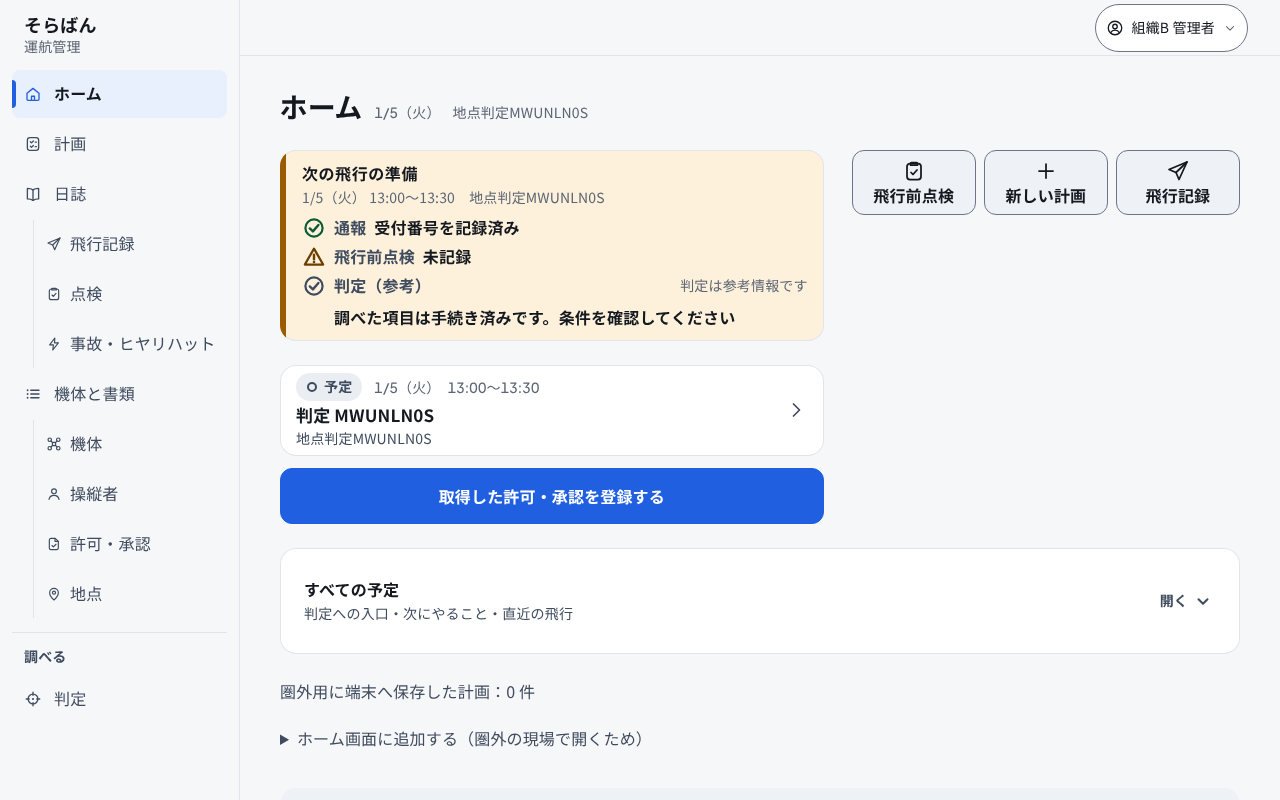 そらばん
運航管理
ホーム
計画
日誌
飛行記録
点検
事故・ヒヤリハット
機体と書類
機体
操縦者
許可・承認
地点
調べる
判定
組織B 管理者
ホーム 1/5（火） 地点判定MWUNLN0S
次の飛行の準備
1/5（火） 13:00〜13:30 地点判定MWUNLN0S
通報 受付番号を記録済み
飛行前点検 未記録
判定（参考） 判定は参考情報です
調べた項目は手続き済みです。条件を確認してください
飛行前点検
新しい計画
飛行記録
予定 1/5（火） 13:00〜13:30
判定 MWUNLN0S
地点判定MWUNLN0S
取得した許可・承認を登録する
すべての予定
判定への入口・次にやること・直近の飛行
開く
圏外用に端末へ保存した計画：0 件
ホーム画面に追加する（圏外の現場で開くため）